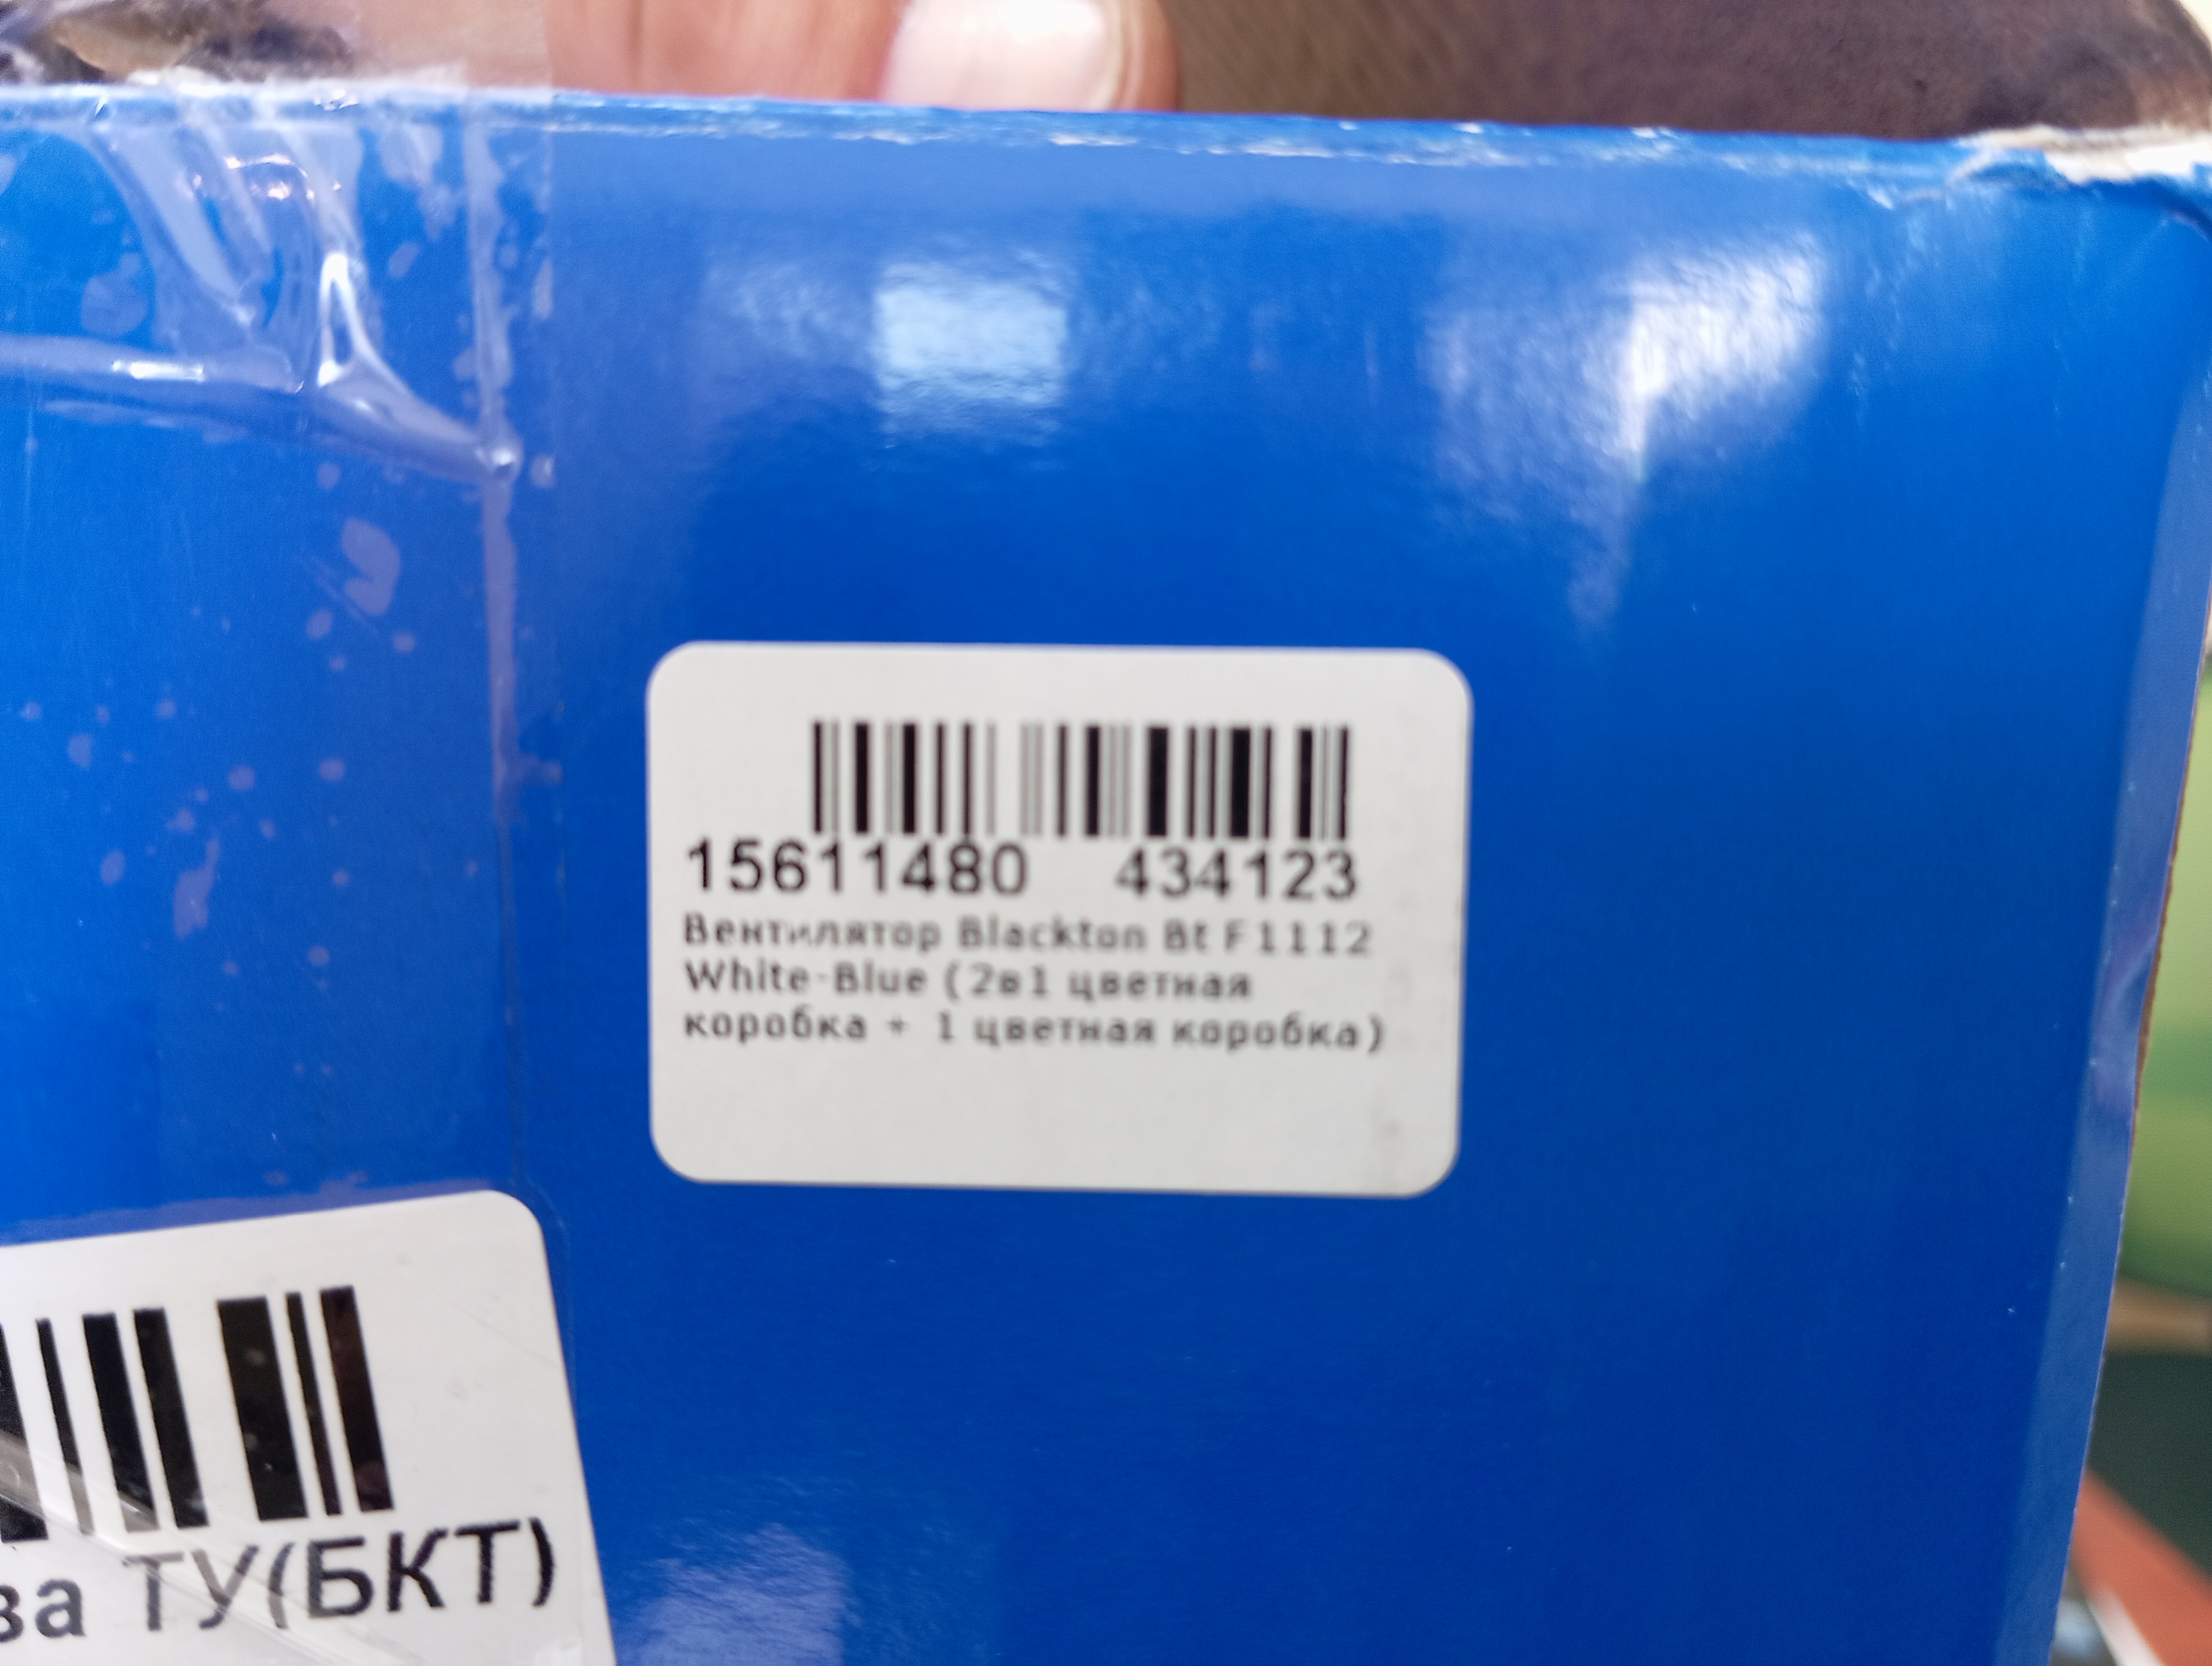 15611480 434123
Вентилятор Blackton Bt F1112
White-Blue (2в1 цветная
коробка + 1 цветная коробка)
ва ТУ(БКТ)